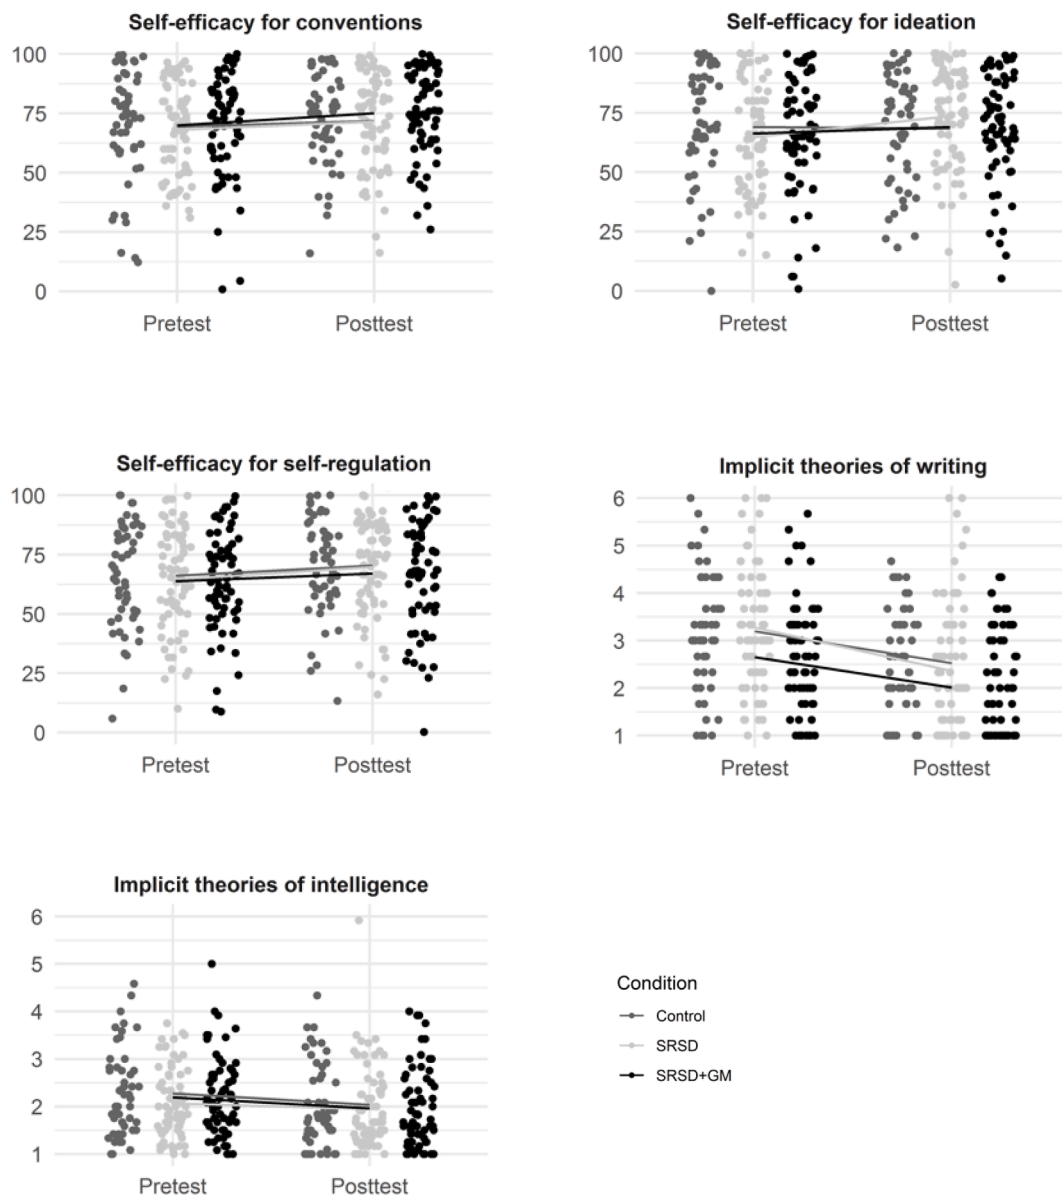 Self-efficacy for conventions
100
75
50
25
0
Pretest Posttest
Self-efficacy for ideation
100
75
50
25
0
Pretest Posttest
Self-efficacy for self-regulation
100
75
50
25
0
Pretest Posttest
Implicit theories of writing
6
5
4
3
2
1
Pretest Posttest
Implicit theories of intelligence
6
5
4
3
2
1
Pretest Posttest
Condition
Control
SRSD
SRSD+GM